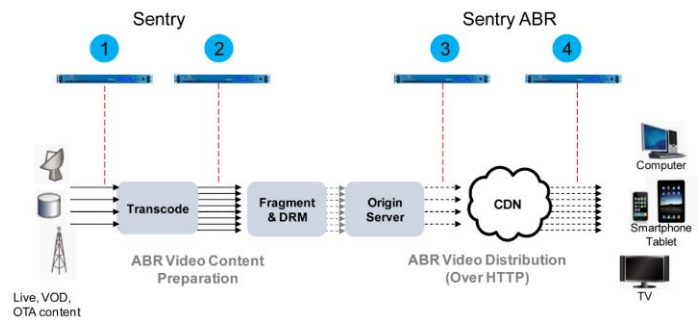 Sentry
Sentry ABR
1
2
3
4
Transcode
Fragment
& DRM
Origin
Server
CDN
Computer
Smartphone
Tablet
TV
Live, VOD,
OTA content
ABR Video Content
Preparation
ABR Video Distribution
(Over HTTP)